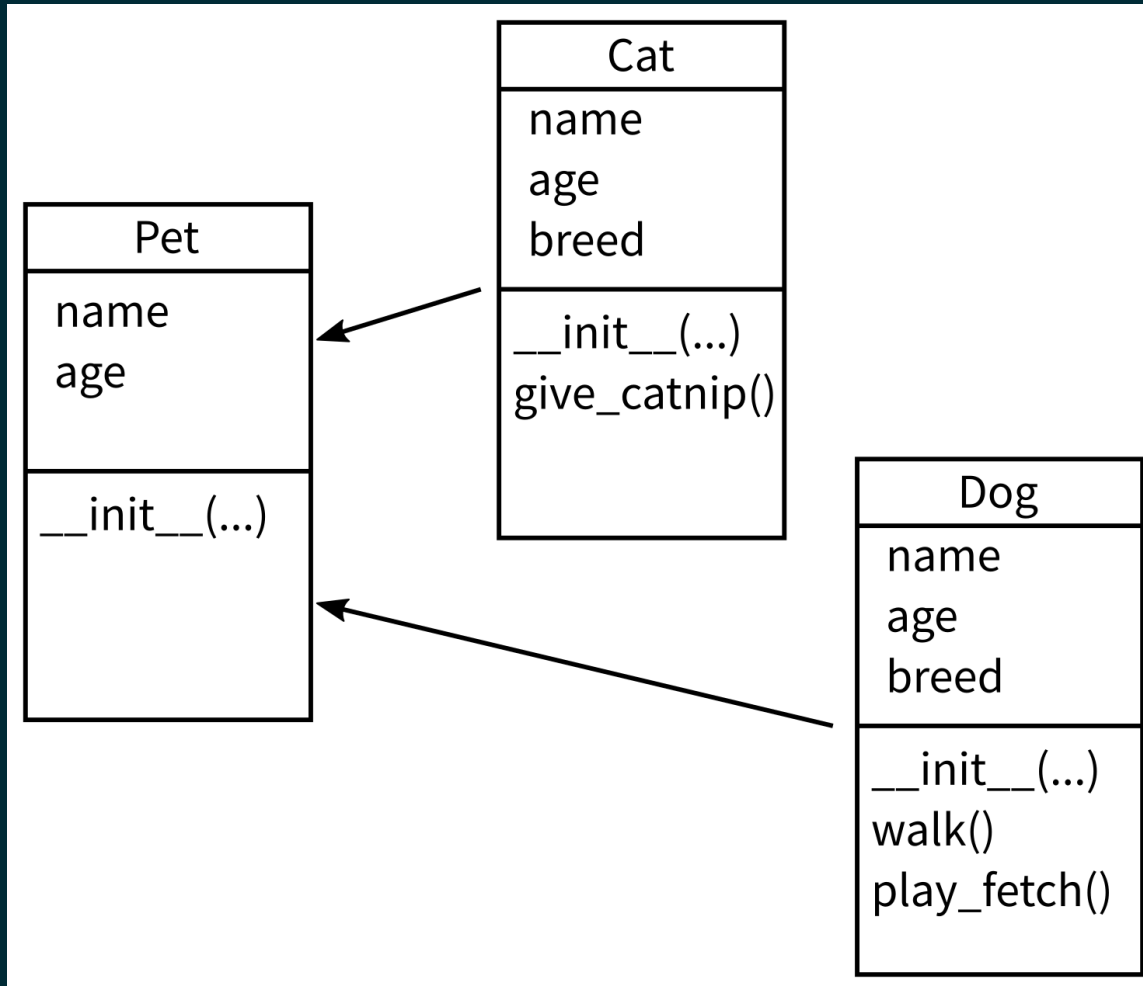 Pet
name
age
__init__(...)
Cat
name
age
breed
__init__(...)
give_catnip()
Dog
name
age
breed
__init__(...)
walk()
play_fetch()